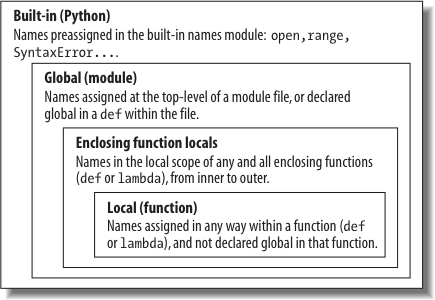 Built-in (Python)
Names preassigned in the built-in names module: open,range,
SyntaxError....
Global (module)
Names assigned at the top-level of a module file, or declared
global in a def within the file.
Enclosing function locals
Names in the local scope of any and all enclosing functions
(def or lambda), from inner to outer.
Local (function)
Names assigned in any way within a function (def
or lambda), and not declared global in that function.